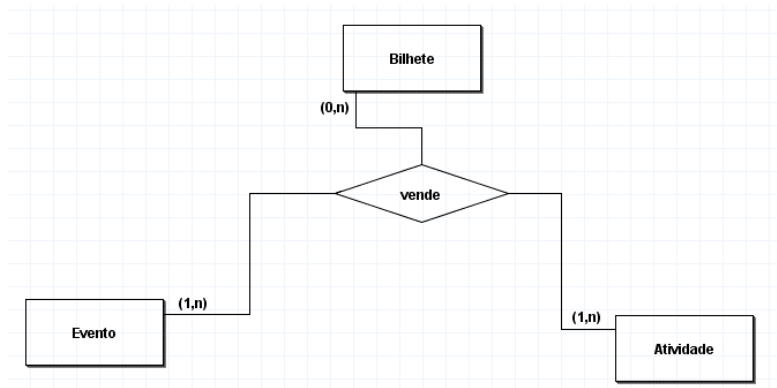 Bilhete
(0,n)
vende
(1,n)
(1,n)
Evento
Atividade